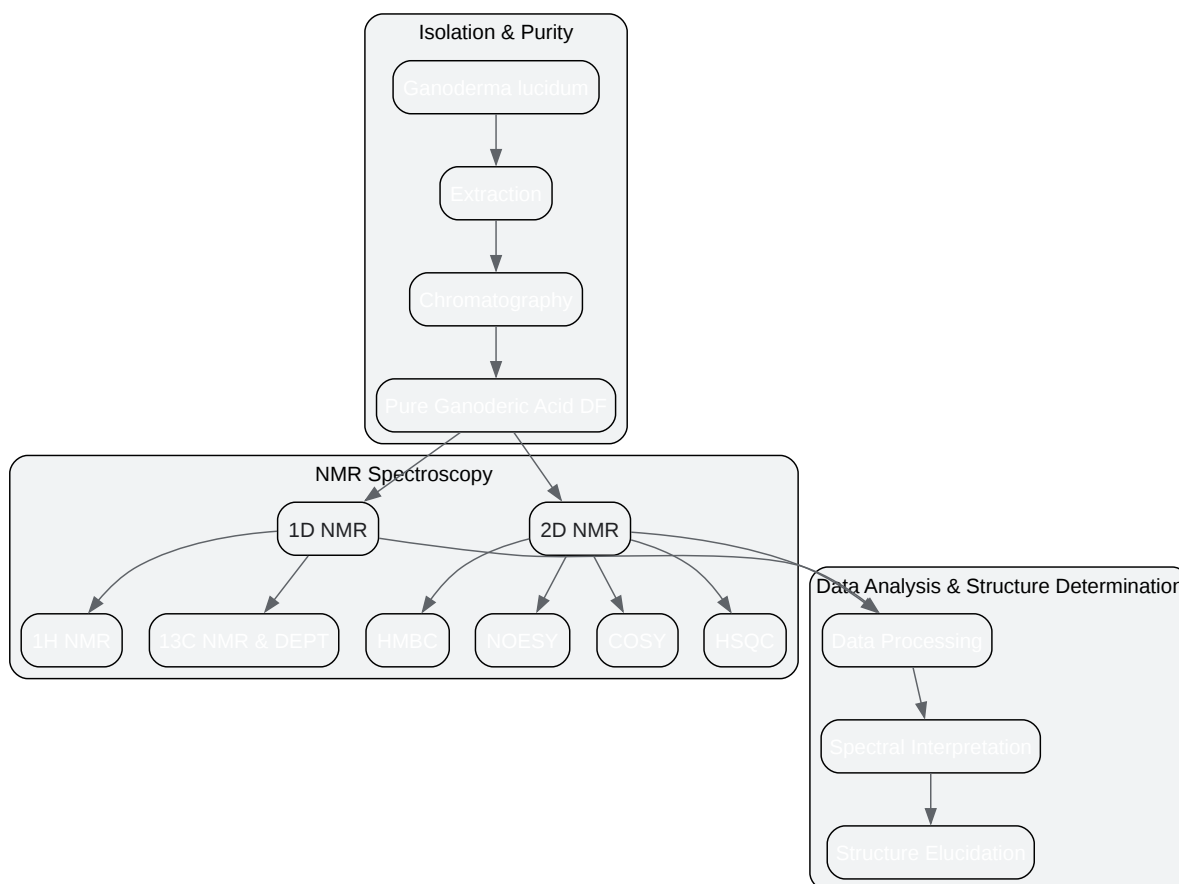 Isolation & Purity
Ganoderma lucidum
Extraction
Chromatography
Pure Ganoderic Acid DF
NMR Spectroscopy
1D NMR
2D NMR
1H NMR
13C NMR & DEPT
HMBC
NOESY
COSY
HSQC
Data Analysis & Structure Determination
Data Processing
Spectral Interpretation
Structure Elucidation